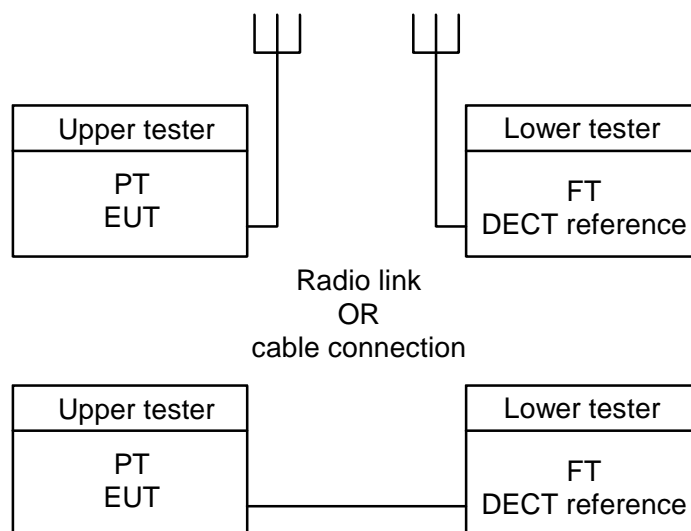 Upper tester
PT
EUT
Lower tester
FT
DECT reference
Radio link
OR
cable connection
Upper tester
PT
EUT
Lower tester
FT
DECT reference